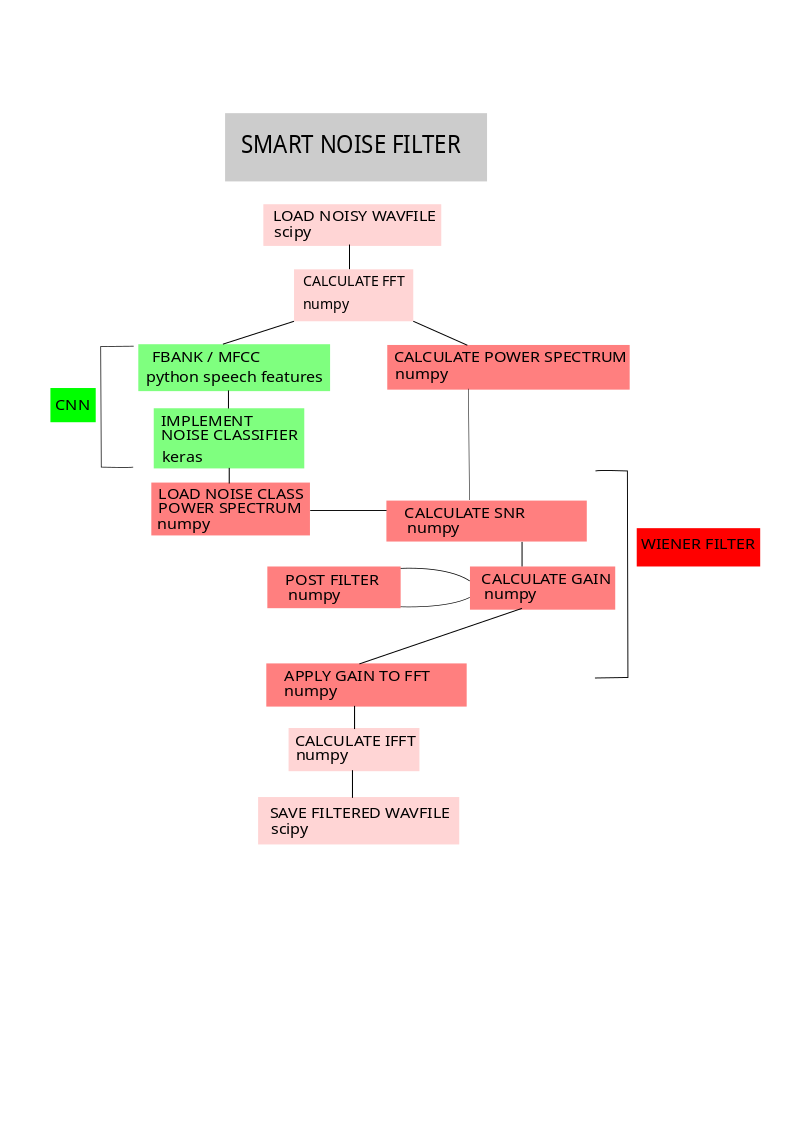 SMART NOISE FILTER
LOAD NOISY WAVFILE
scipy
CALCULATE FFT
numpy
FBANK / MFCC
python speech features
CALCULATE POWER SPECTRUM
numpy
CNN
IMPLEMENT
NOISE CLASSIFIER
keras
LOAD NOISE CLASS
POWER SPECTRUM
numpy
CALCULATE SNR
numpy
WIENER FILTER
POST FILTER
numpy
CALCULATE GAIN
numpy
APPLY GAIN TO FFT
numpy
CALCULATE IFFT
numpy
SAVE FILTERED WAVFILE
scipy